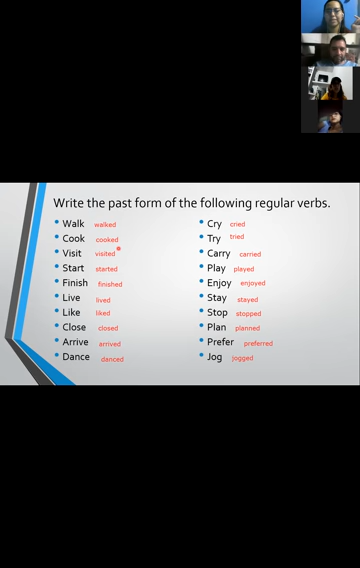 Write the past form of the following regular verbs.
Walk walked
Cook cooked
Visit visited
Start started
Finish finished
Live lived
Like liked
Close closed
Arrive arrived
Dance danced
Cry cried
Try tried
Carry carried
Play played
Enjoy enjoyed
Stay stayed
Stop stopped
Plan planned
Prefer preferred
Jog jogged